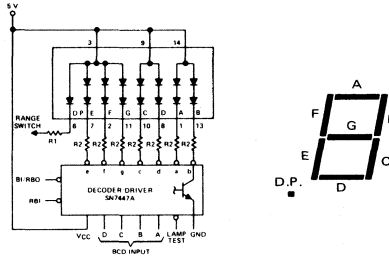 5 V
3 9 14
D P E F G C D A B
RANGE
SWITCH
6 7 2 11 10 8 1 13
R1
R2 R2 R2 R2 R2 R2 R2
e f g c d a b
BI/RBO
DECODER DRIVER
SN7447A
RBI
VCC D C B A LAMP GND
TEST
BCD INPUT
A
F
G
E
C
D.P.
D